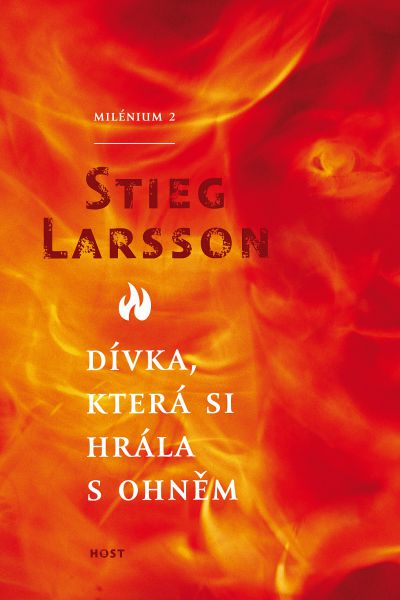 MILÉNIUM 2
STIEG
LARSSON
DÍVKA,
KTERÁ SI
HRÁLA
S OHNĚM
HOST